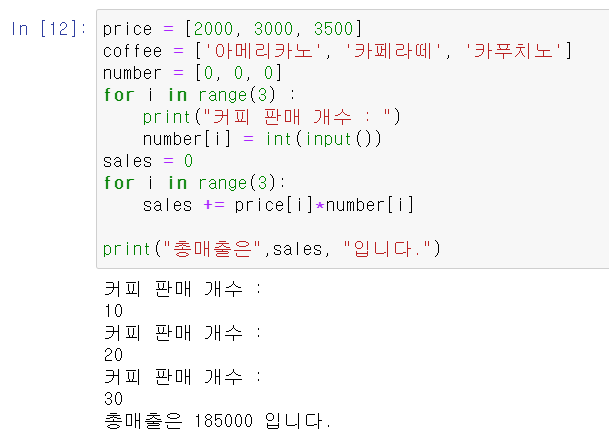 In [12]: price = [2000, 3000, 3500]
coffee = ['아메리카노', '카페라떼', '카푸치노']
number = [0, 0, 0]
for i in range(3) :
    print("커피 판매 개수 : ")
    number[i] = int(input())
sales = 0
for i in range(3):
    sales += price[i]*number[i]
print("총매출은",sales, "입니다.")
커피 판매 개수 :
10
커피 판매 개수 :
20
커피 판매 개수 :
30
총매출은 185000 입니다.